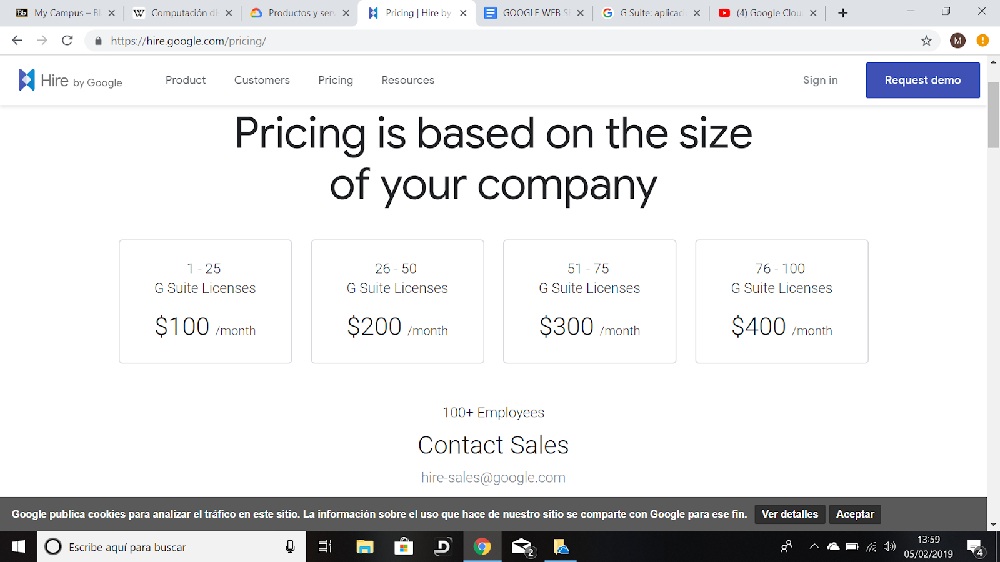 Bb My Campus – Bl
W Computación di
Productos y serv
Pricing | Hire by
GOOGLE WEB S
G Suite: aplicaci
(4) Google Clou
https://hire.google.com/pricing/
M
Hire by Google
Product
Customers
Pricing
Resources
Sign in
Request demo
Pricing is based on the size
of your company
1 - 25
G Suite Licenses
$100 /month
26 - 50
G Suite Licenses
$200 /month
51 - 75
G Suite Licenses
$300 /month
76 - 100
G Suite Licenses
$400 /month
100+ Employees
Contact Sales
hire-sales@google.com
Google publica cookies para analizar el tráfico en este sitio. La información sobre el uso que hace de nuestro sitio se comparte con Google para ese fin.
Ver detalles
Aceptar
Escribe aquí para buscar
2
13:59
05/02/2019
4